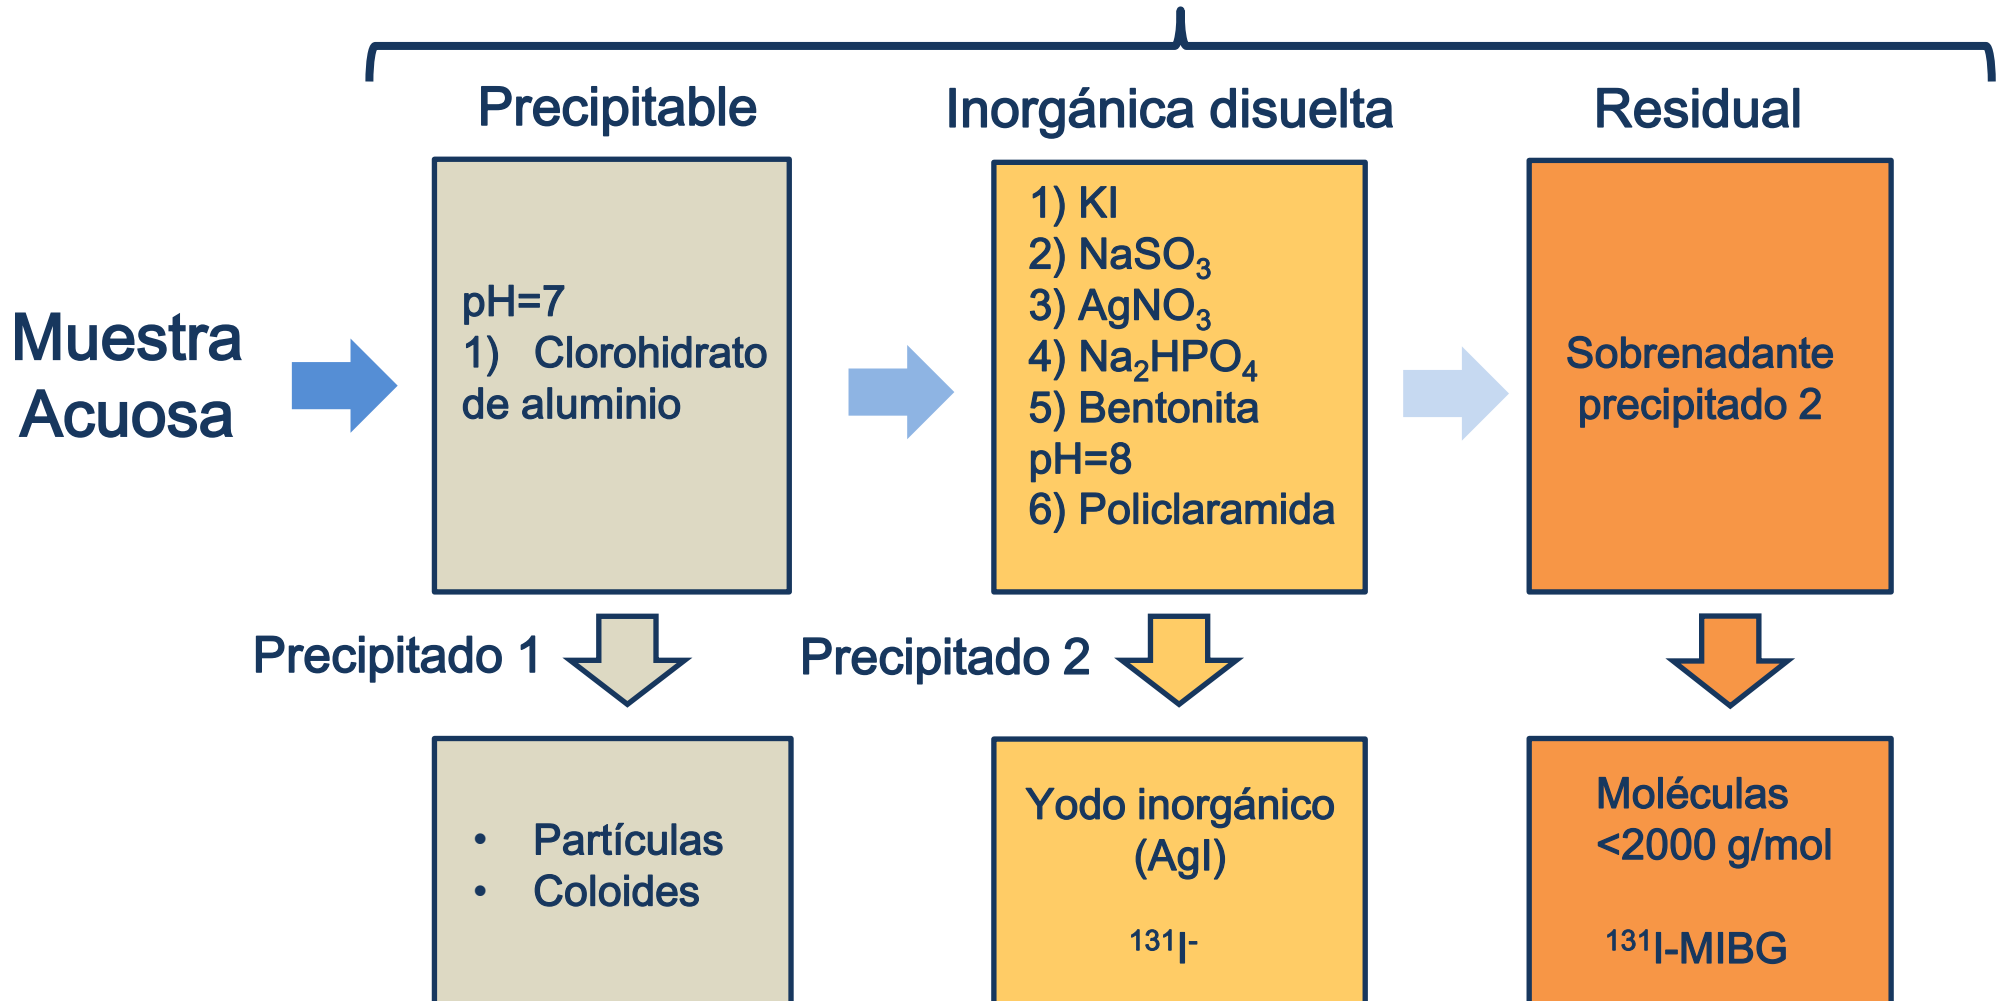 Precipitable
Inorgánica disuelta
Residual
Muestra
Acuosa
pH=7
1) Clorohidrato
de aluminio
1) KI
2) NaSO₃
3) AgNO₃
4) Na₂HPO₄
5) Bentonita
pH=8
6) Policlaramida
Sobrenadante
precipitado 2
Precipitado 1
Precipitado 2
• Partículas
• Coloides
Yodo inorgánico
(AgI)
¹³¹I⁻
Moléculas
<2000 g/mol
¹³¹I-MIBG